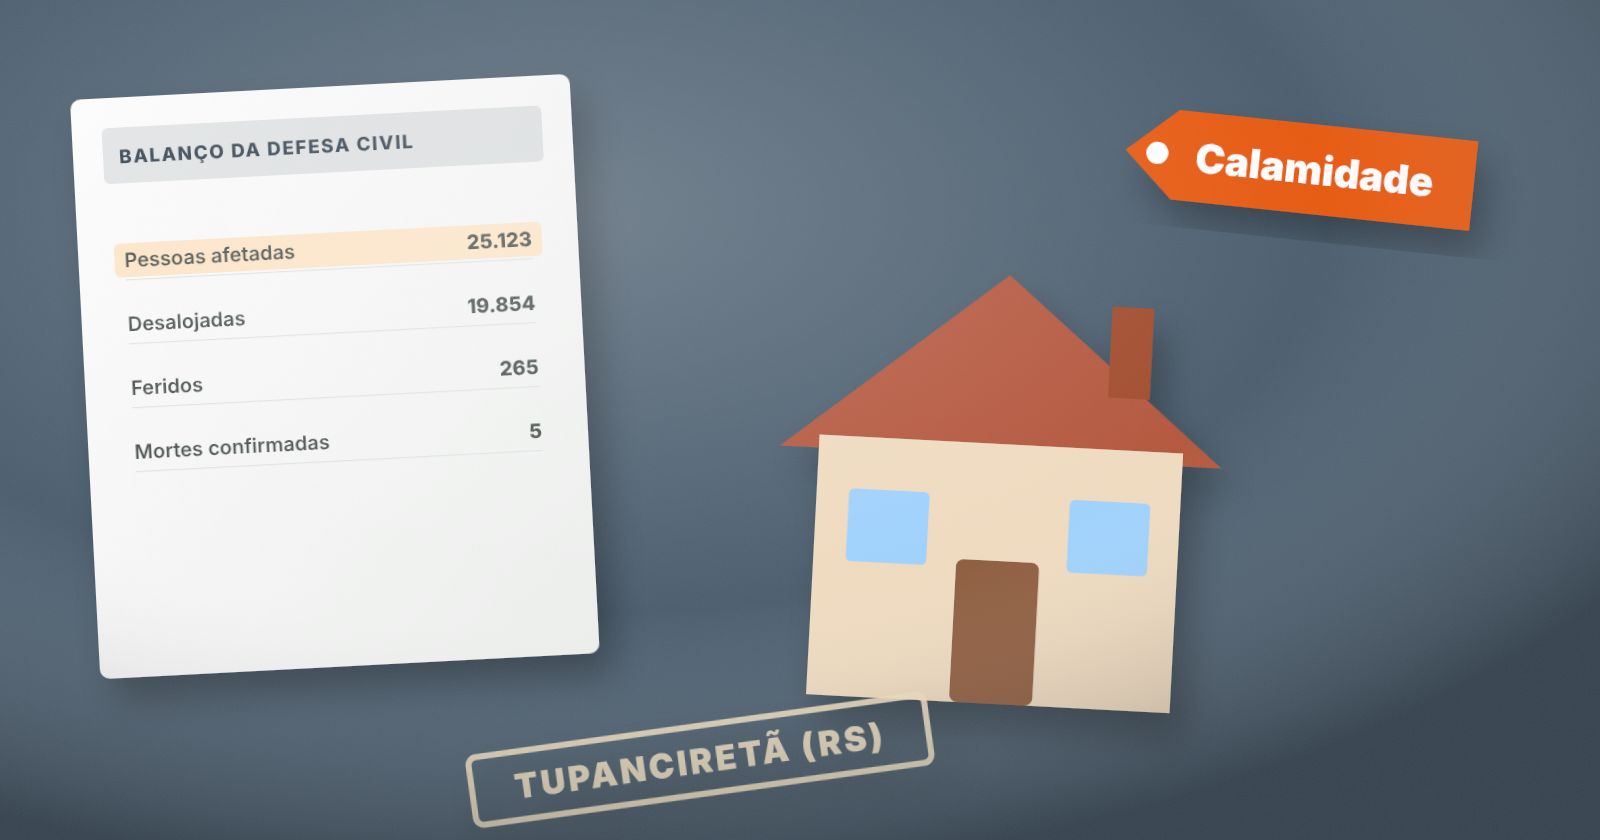 BALANÇO DA DEFESA CIVIL
Pessoas afetadas 25.123
Desalojadas 19.854
Feridos 265
Mortes confirmadas 5
Calamidade
TUPANCIRETÃ (RS)